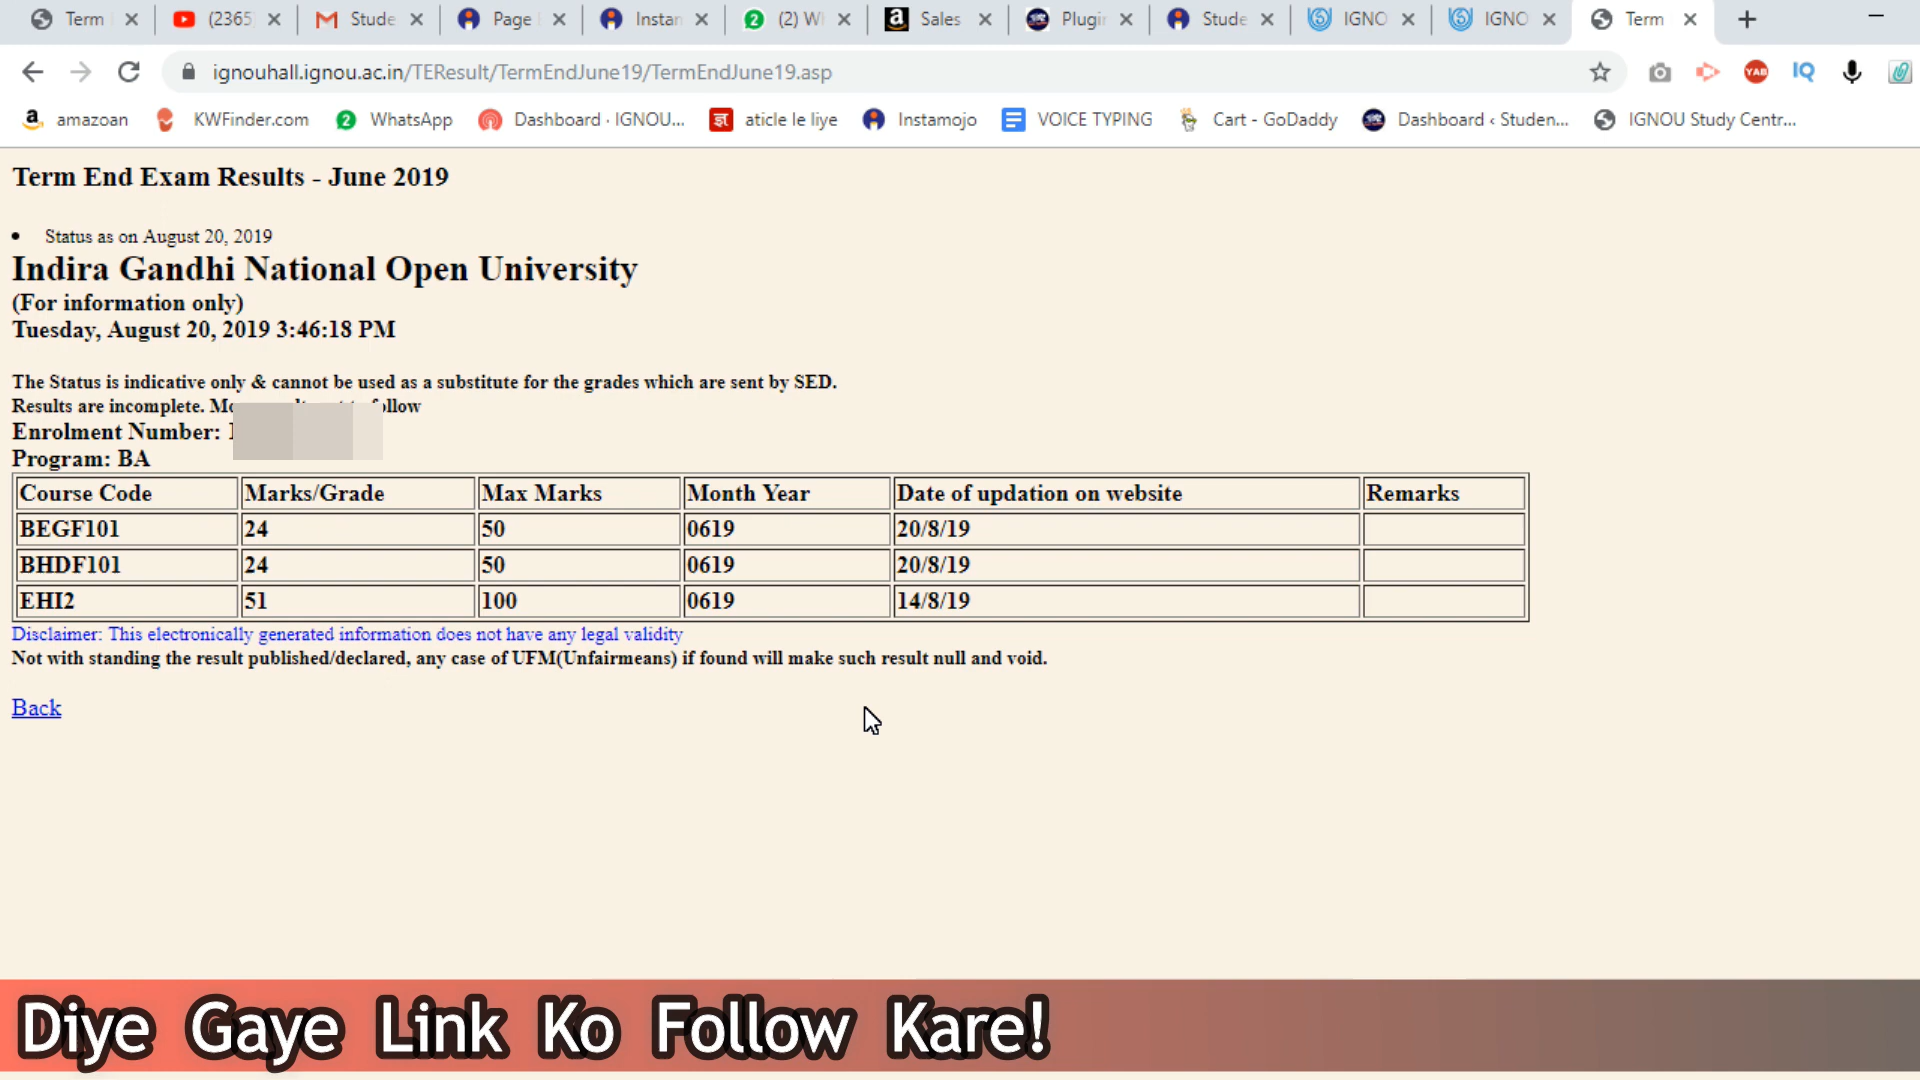 Term
(2365
Stude
Page
Instan
(2)
Sales
Plugi
Stude
IGNO
IGNO
Term
ignouhall.ignou.ac.in/TEResult/TermEndJune19/TermEndJune19.asp
YAB
IQ
amazoan
KWFinder.com
WhatsApp
Dashboard · IGNOU...
aticle le liye
Instamojo
VOICE TYPING
Cart - GoDaddy
Dashboard ‹ Studen...
IGNOU Study Centr...
Term End Exam Results - June 2019
• Status as on August 20, 2019
Indira Gandhi National Open University
(For information only)
Tuesday, August 20, 2019 3:46:18 PM
The Status is indicative only & cannot be used as a substitute for the grades which are sent by SED.
Results are incomplete.
Enrolment Number:
Program: BA
Course Code Marks/Grade Max Marks Month Year Date of updation on website Remarks
BEGF101 24 50 0619 20/8/19
BHDF101 24 50 0619 20/8/19
EHI2 51 100 0619 14/8/19
Disclaimer: This electronically generated information does not have any legal validity
Not with standing the result published/declared, any case of UFM(Unfairmeans) if found will make such result null and void.
Back
Diye Gaye Link Ko Follow Kare!